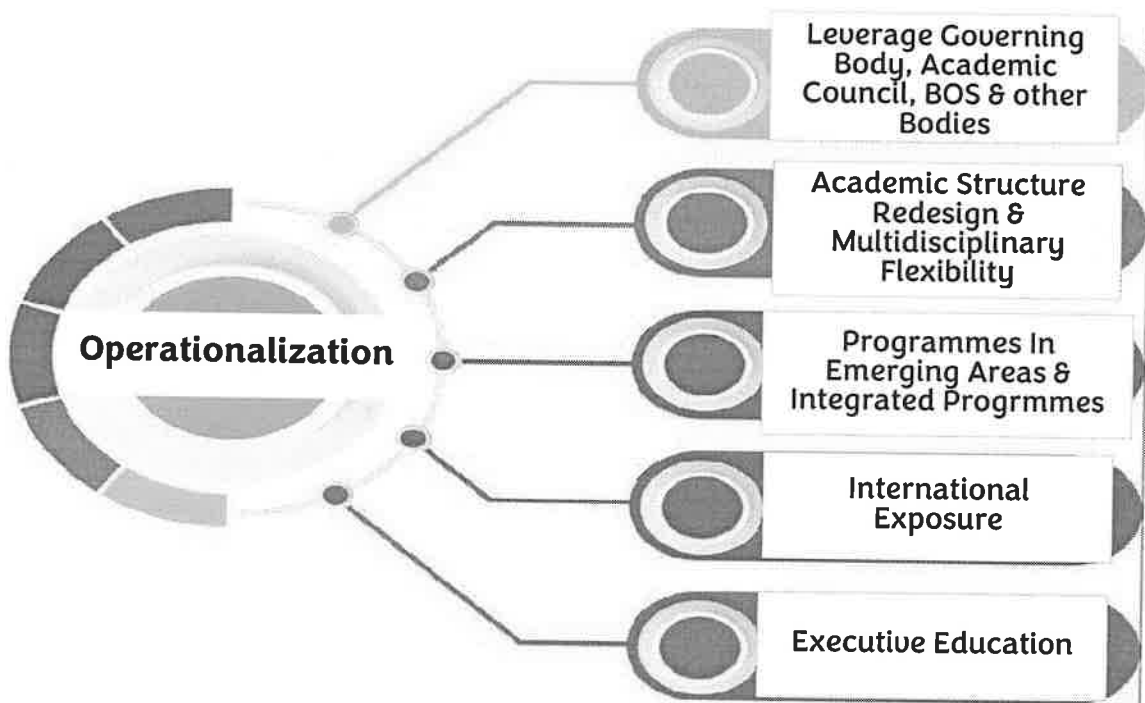 Leverage Governing
Body, Academic
Council, BOS & other
Bodies
Academic Structure
Redesign &
Multidisciplinary
Flexibility
Operationalization
Programmes In
Emerging Areas &
Integrated Progrmmes
International
Exposure
Executive Education